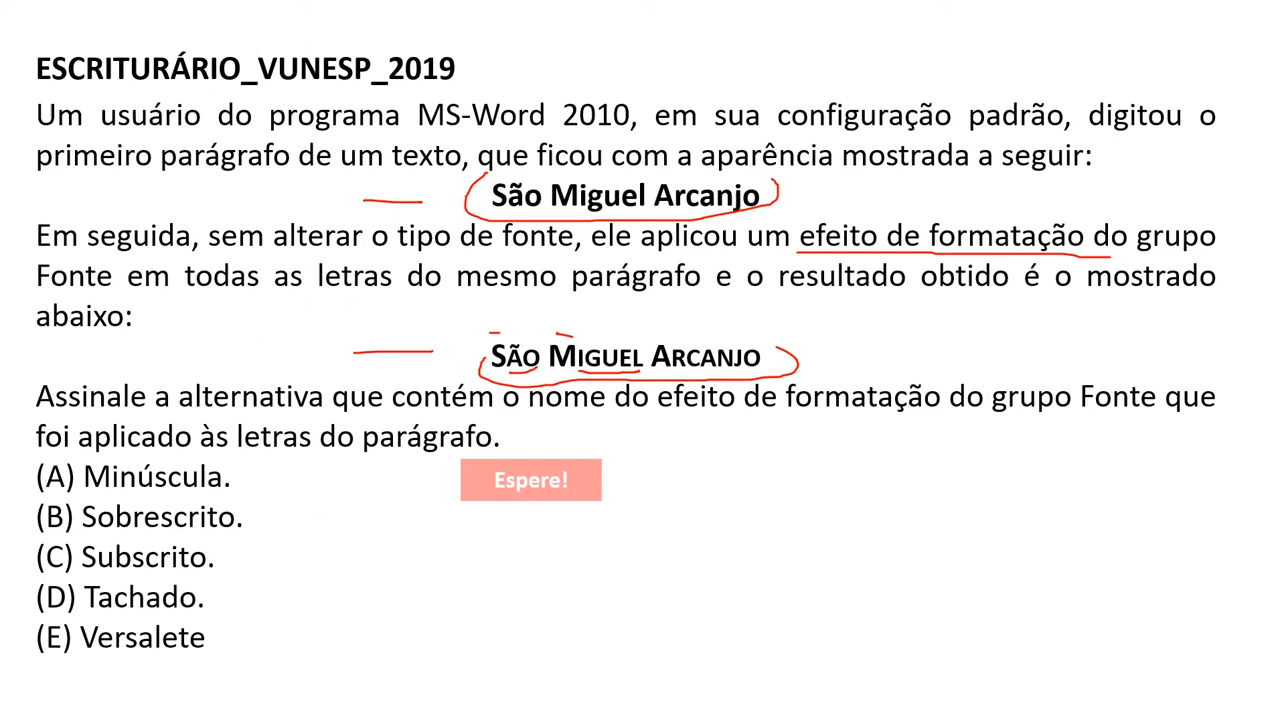 ESCRITURÁRIO_VUNESP_2019
Um usuário do programa MS-Word 2010, em sua configuração padrão, digitou o
primeiro parágrafo de um texto, que ficou com a aparência mostrada a seguir:
São Miguel Arcanjo
Em seguida, sem alterar o tipo de fonte, ele aplicou um efeito de formatação do grupo
Fonte em todas as letras do mesmo parágrafo e o resultado obtido é o mostrado
abaixo:
SÃO MIGUEL ARCANJO
Assinale a alternativa que contém o nome do efeito de formatação do grupo Fonte que
foi aplicado às letras do parágrafo.
(A) Minúscula.
Espere!
(B) Sobrescrito.
(C) Subscrito.
(D) Tachado.
(E) Versalete